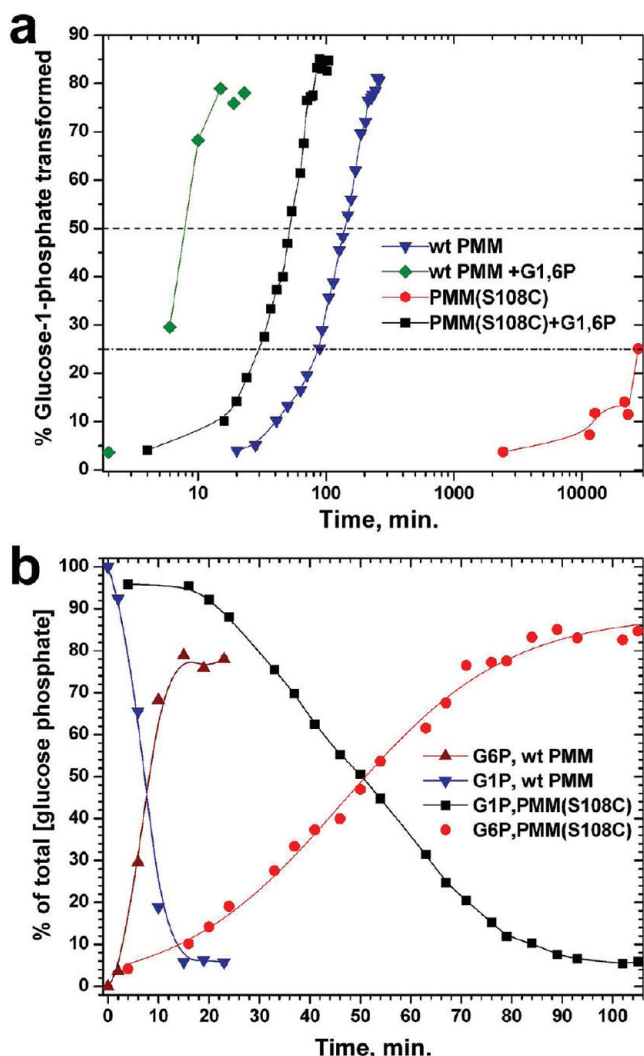 a
90
80
70
60
50
40
30
20
10
0
% Glucose-1-phosphate transformed
wt PMM
wt PMM +G1,6P
PMM(S108C)
PMM(S108C)+G1,6P
10 100 1000 10000
Time, min.
b
100
90
80
70
60
50
40
30
20
10
0
% of total [glucose phosphate]
G6P, wt PMM
G1P, wt PMM
G1P,PMM(S108C)
G6P,PMM(S108C)
0 10 20 30 40 50 60 70 80 90 100
Time, min.